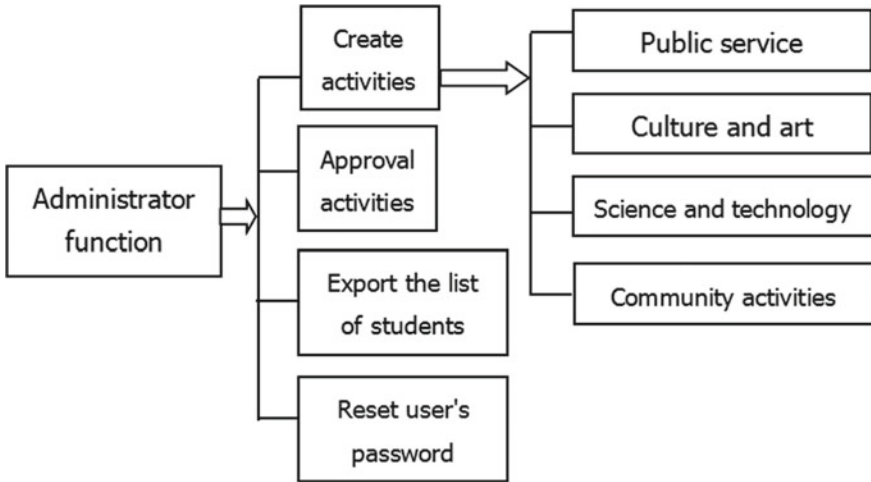 Administrator
function
Create
activities
Approval
activities
Export the list
of students
Reset user's
password
Public service
Culture and art
Science and technology
Community activities